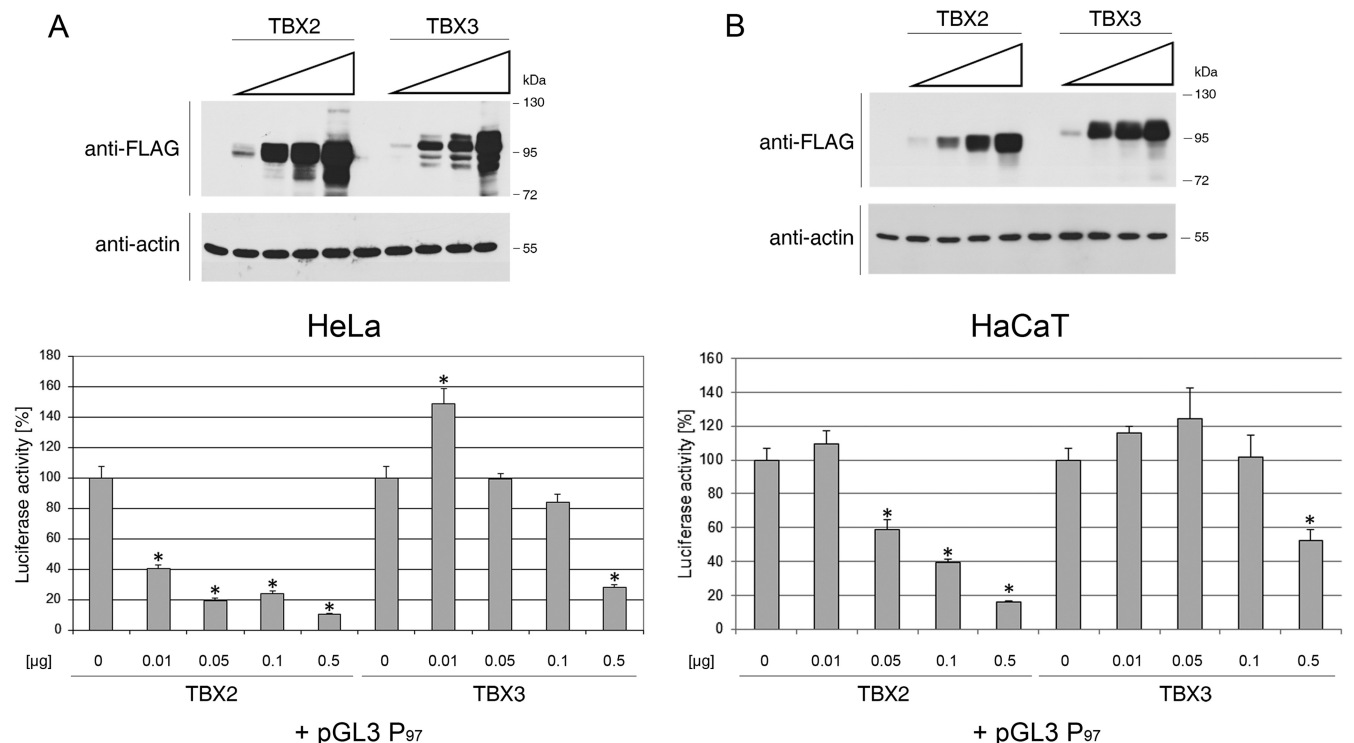 A
TBX2 TBX3
kDa
130
anti-FLAG
95
72
anti-actin
55
HeLa
Luciferase activity [%]
180
160
140
120
100
80
60
40
20
0
* * * * * *
[µg] 0 0.01 0.05 0.1 0.5 0 0.01 0.05 0.1 0.5
TBX2 TBX3
+ pGL3 P97
B
TBX2 TBX3
kDa
130
anti-FLAG
95
72
anti-actin
55
HaCaT
Luciferase activity [%]
160
140
120
100
80
60
40
20
0
* * * *
[µg] 0 0.01 0.05 0.1 0.5 0 0.01 0.05 0.1 0.5
TBX2 TBX3
+ pGL3 P97